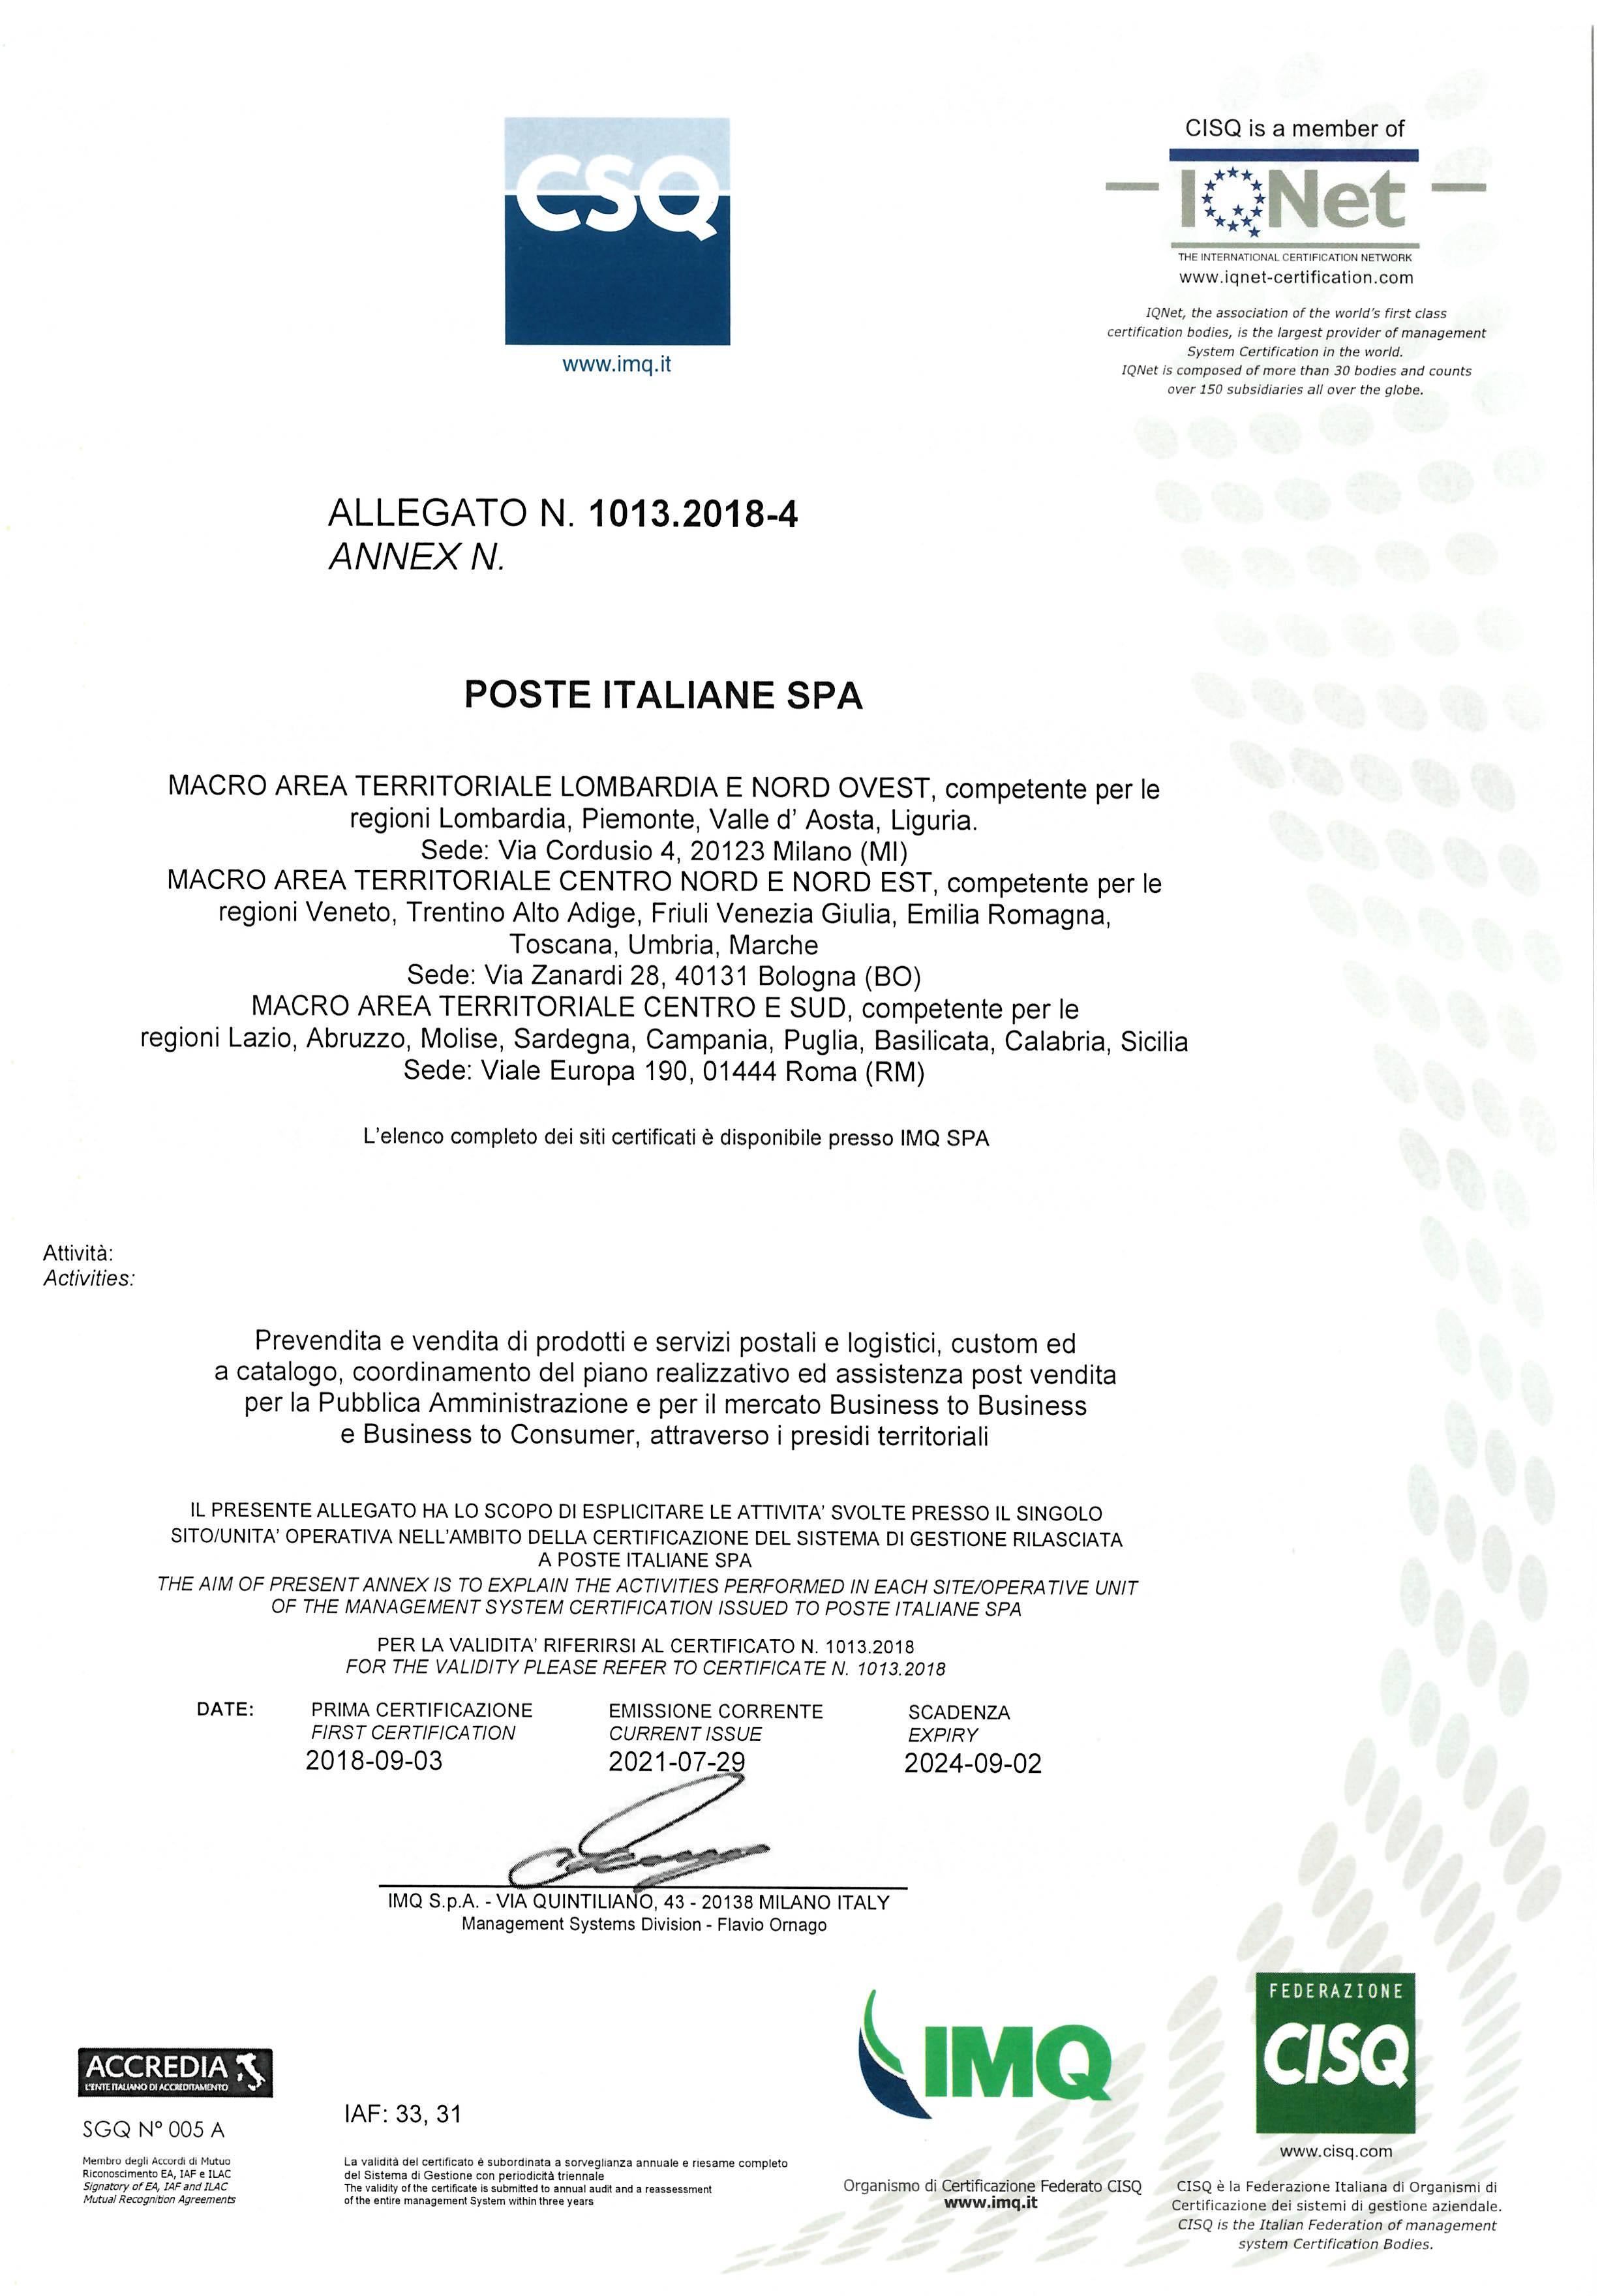 CSQ
www.imq.it
CISQ is a member of
IQNet
THE INTERNATIONAL CERTIFICATION NETWORK
www.iqnet-certification.com
IQNet, the association of the world's first class
certification bodies, is the largest provider of management
System Certification in the world.
IQNet is composed of more than 30 bodies and counts
over 150 subsidiaries all over the globe.
ALLEGATO N. 1013.2018-4
ANNEX N.
POSTE ITALIANE SPA
MACRO AREA TERRITORIALE LOMBARDIA E NORD OVEST, competente per le
regioni Lombardia, Piemonte, Valle d' Aosta, Liguria.
Sede: Via Cordusio 4, 20123 Milano (MI)
MACRO AREA TERRITORIALE CENTRO NORD E NORD EST, competente per le
regioni Veneto, Trentino Alto Adige, Friuli Venezia Giulia, Emilia Romagna,
Toscana, Umbria, Marche
Sede: Via Zanardi 28, 40131 Bologna (BO)
MACRO AREA TERRITORIALE CENTRO E SUD, competente per le
regioni Lazio, Abruzzo, Molise, Sardegna, Campania, Puglia, Basilicata, Calabria, Sicilia
Sede: Viale Europa 190, 01444 Roma (RM)
L'elenco completo dei siti certificati è disponibile presso IMQ SPA
Attività:
Activities:
Prevendita e vendita di prodotti e servizi postali e logistici, custom ed
a catalogo, coordinamento del piano realizzativo ed assistenza post vendita
per la Pubblica Amministrazione e per il mercato Business to Business
e Business to Consumer, attraverso i presidi territoriali
IL PRESENTE ALLEGATO HA LO SCOPO DI ESPLICITARE LE ATTIVITA' SVOLTE PRESSO IL SINGOLO
SITO/UNITA' OPERATIVA NELL'AMBITO DELLA CERTIFICAZIONE DEL SISTEMA DI GESTIONE RILASCIATA
A POSTE ITALIANE SPA
THE AIM OF PRESENT ANNEX IS TO EXPLAIN THE ACTIVITIES PERFORMED IN EACH SITE/OPERATIVE UNIT
OF THE MANAGEMENT SYSTEM CERTIFICATION ISSUED TO POSTE ITALIANE SPA
PER LA VALIDITA' RIFERIRSI AL CERTIFICATO N. 1013.2018
FOR THE VALIDITY PLEASE REFER TO CERTIFICATE N. 1013.2018
DATE: PRIMA CERTIFICAZIONE EMISSIONE CORRENTE SCADENZA
FIRST CERTIFICATION CURRENT ISSUE EXPIRY
2018-09-03 2021-07-29 2024-09-02
IMQ S.p.A. - VIA QUINTILIANO, 43 - 20138 MILANO ITALY
Management Systems Division - Flavio Ornago
ACCREDIA
L'ENTE ITALIANO DI ACCREDITAMENTO
SGQ N° 005 A
Membro degli Accordi di Mutuo
Riconoscimento EA, IAF e ILAC
Signatory of EA, IAF and ILAC
Mutual Recognition Agreements
IAF: 33, 31
La validità del certificato è subordinata a sorveglianza annuale e riesame completo
del Sistema di Gestione con periodicità triennale
The validity of the certificate is submitted to annual audit and a reassessment
of the entire management System within three years
IMQ
Organismo di Certificazione Federato CISQ
www.imq.it
FEDERAZIONE
CISQ
www.cisq.com
CISQ è la Federazione Italiana di Organismi di
Certificazione dei sistemi di gestione aziendale.
CISQ is the Italian Federation of management
system Certification Bodies.